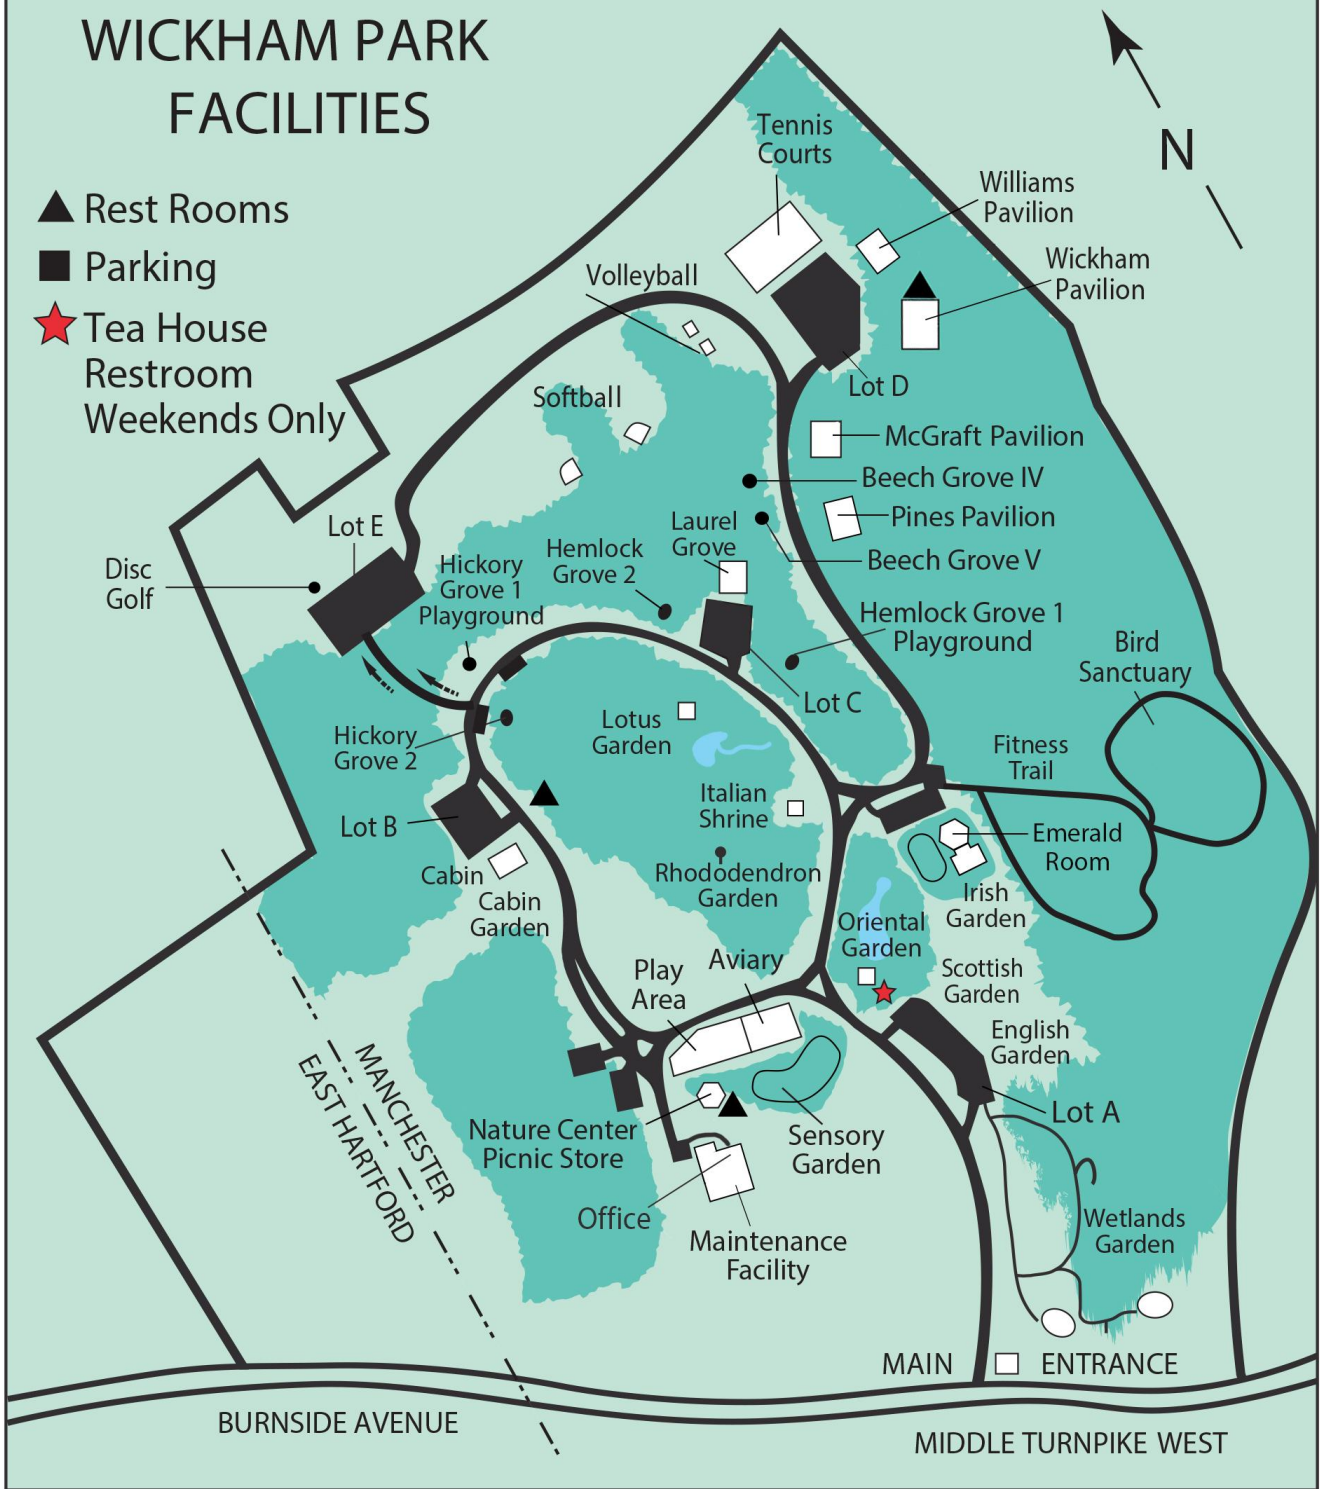 WICKHAM PARK
FACILITIES
Rest Rooms
Parking
Tea House
Restroom
Weekends Only
N
Tennis
Courts
Williams
Pavilion
Wickham
Pavilion
Volleyball
Lot D
Softball
McGraft Pavilion
Beech Grove IV
Pines Pavilion
Beech Grove V
Laurel
Grove
Hemlock
Grove 2
Lot E
Disc
Golf
Hickory
Grove 1
Playground
Hemlock Grove 1
Playground
Bird
Sanctuary
Lot C
Lotus
Garden
Hickory
Grove 2
Fitness
Trail
Italian
Shrine
Lot B
Emerald
Room
Cabin
Cabin
Garden
Rhododendron
Garden
Irish
Garden
Oriental
Garden
Play
Area
Aviary
Scottish
Garden
English
Garden
Lot A
MANCHESTER
EAST HARTFORD
Nature Center
Picnic Store
Sensory
Garden
Office
Maintenance
Facility
Wetlands
Garden
MAIN ENTRANCE
BURNSIDE AVENUE
MIDDLE TURNPIKE WEST